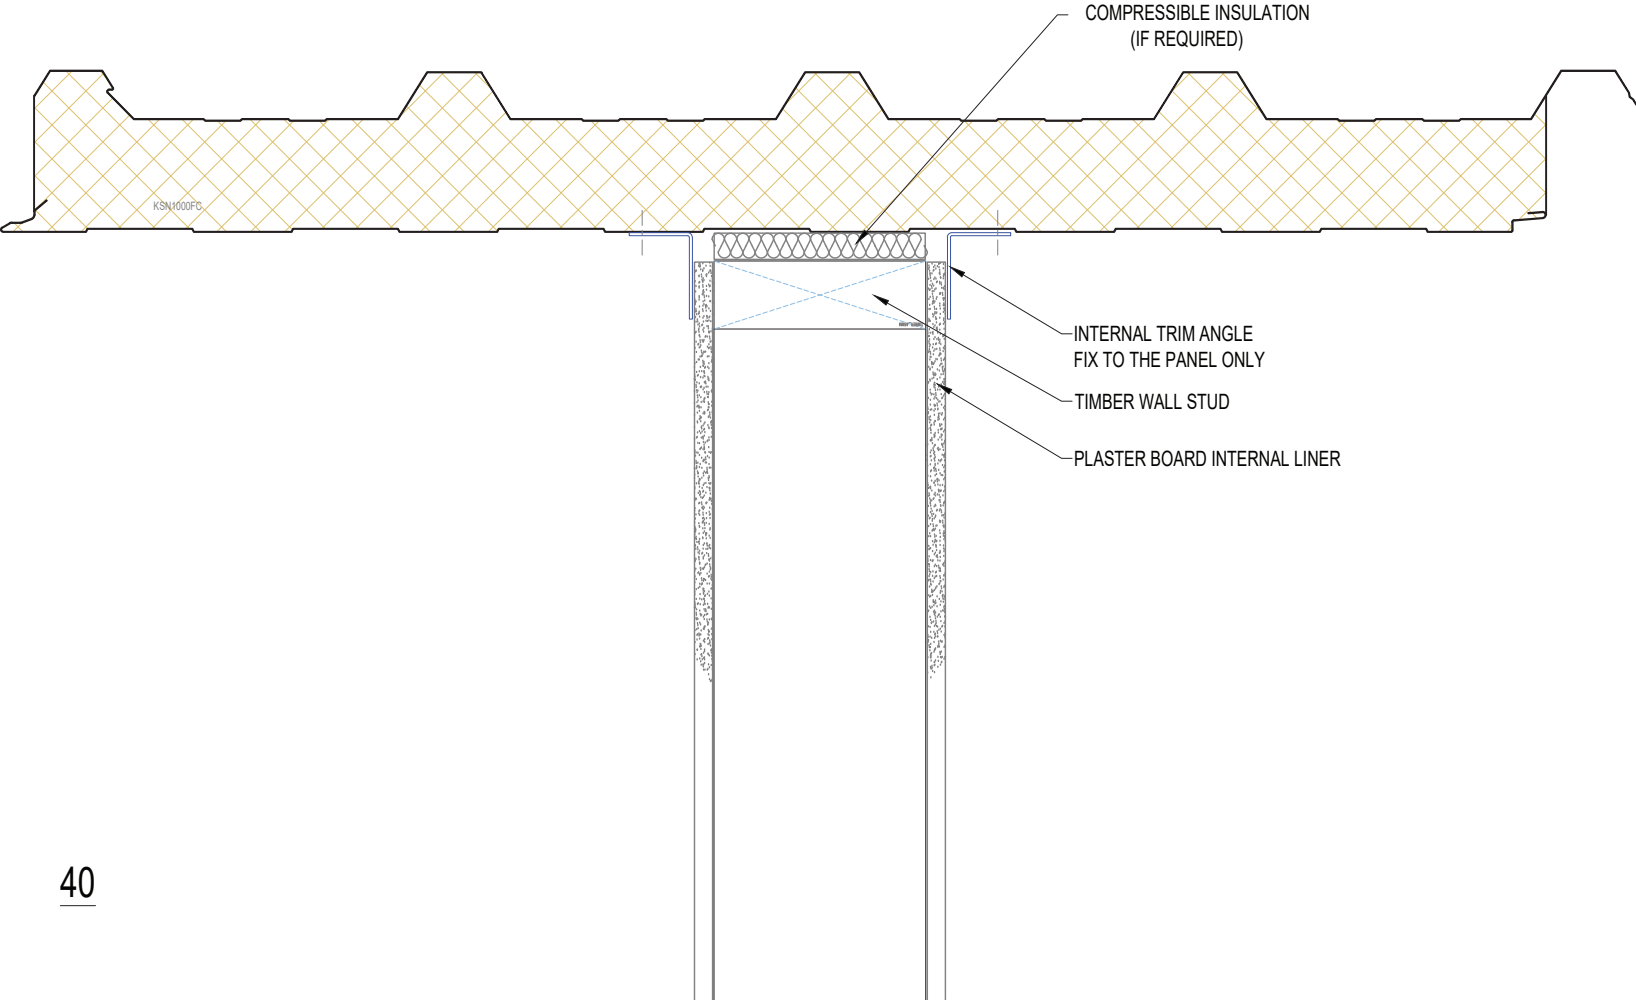 COMPRESSIBLE INSULATION
(IF REQUIRED)
KSN1000FC
INTERNAL TRIM ANGLE
FIX TO THE PANEL ONLY
TIMBER WALL STUD
PLASTER BOARD INTERNAL LINER
40